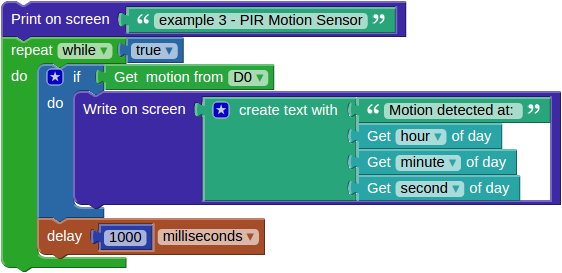 Print on screen “ example 3 - PIR Motion Sensor ”
repeat while ▾ true ▾
do if Get motion from D0 ▾
do Write on screen create text with “ Motion detected at: ”
Get hour ▾ of day
Get minute ▾ of day
Get second ▾ of day
delay 1000 milliseconds ▾